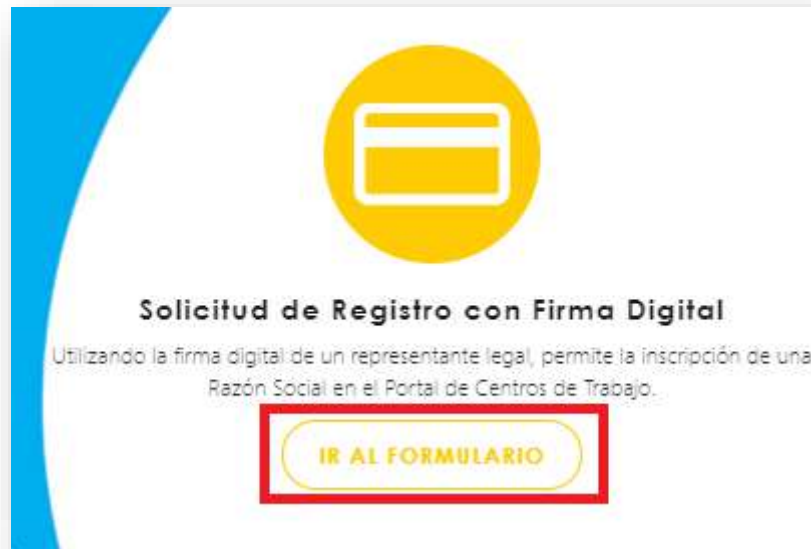 Solicitud de Registro con Firma Digital
Utilizando la firma digital de un representante legal, permite la inscripción de una
Razón Social en el Portal de Centros de Trabajo.
IR AL FORMULARIO